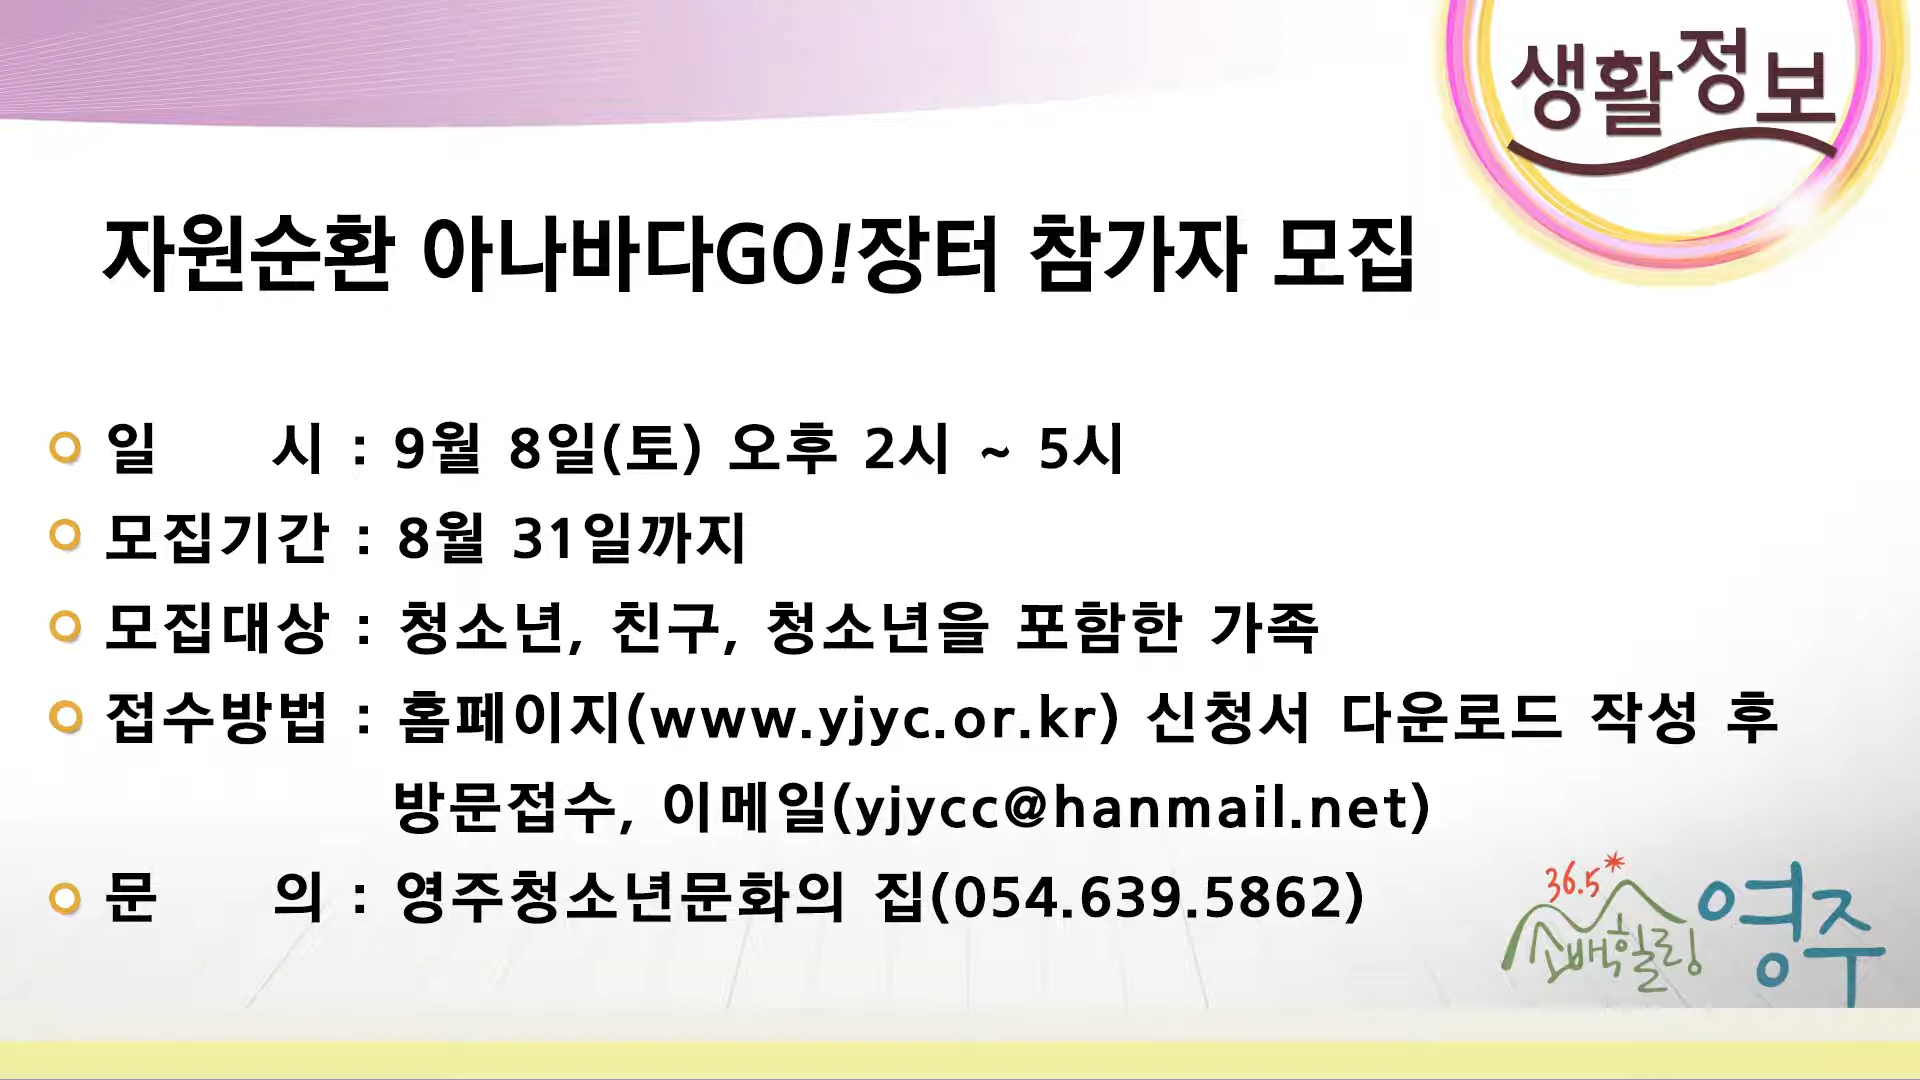 생활정보
자원순환 아나바다GO!장터 참가자 모집
일 시 : 9월 8일(토) 오후 2시 ~ 5시
모집기간 : 8월 31일까지
모집대상 : 청소년, 친구, 청소년을 포함한 가족
접수방법 : 홈페이지(www.yjyc.or.kr) 신청서 다운로드 작성 후
방문접수, 이메일(yjycc@hanmail.net)
문 의 : 영주청소년문화의 집(054.639.5862)
36.5
소백힐링 영주